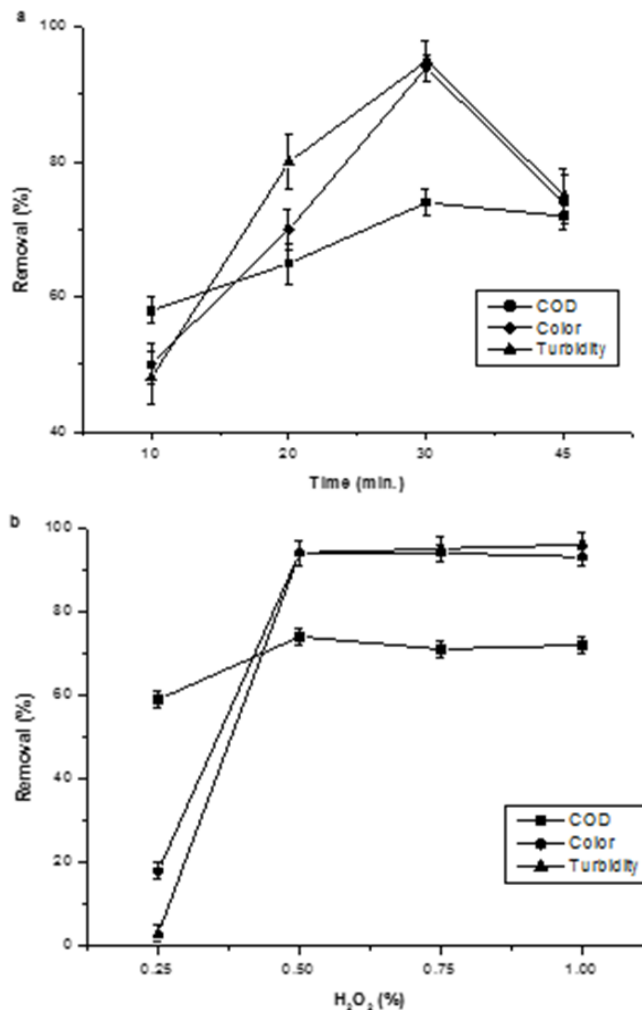 a
100
80
60
40
Removal (%)
COD
Color
Turbidity
10 20 30 45
Time (min.)
b
100
80
60
40
20
0
Removal (%)
COD
Color
Turbidity
0.25 0.50 0.75 1.00
H₂O₂ (%)